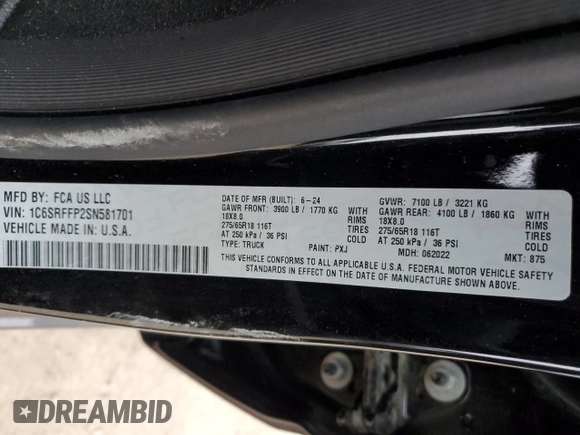 MFD BY: FCA US LLC
VIN: 1C6SRFFP2SN581701
VEHICLE MADE IN: U.S.A.
DATE OF MFR (BUILT): 6-24
GAWR FRONT: 3900 LB / 1770 KG WITH
18X8.0 RIMS
275/65R18 116T TIRES
AT 250 kPa / 36 PSI COLD
TYPE: TRUCK PAINT: PXJ
GVWR: 7100 LB / 3221 KG
GAWR REAR: 4100 LB / 1860 KG WITH
18X8.0 RIMS
275/65R18 116T TIRES
AT 250 kPa / 36 PSI COLD
MDH: 062022 MKT: 875
THIS VEHICLE CONFORMS TO ALL APPLICABLE U.S.A. FEDERAL MOTOR VEHICLE SAFETY
STANDARDS IN EFFECT ON THE DATE OF MANUFACTURE SHOWN ABOVE.
DREAMBID